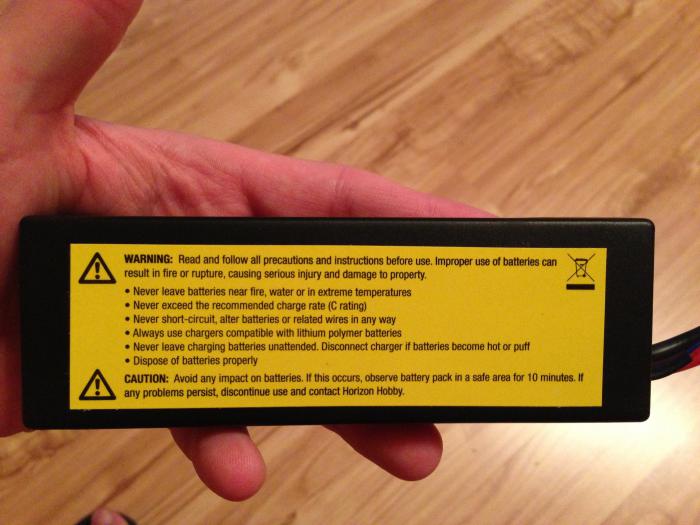 WARNING: Read and follow all precautions and instructions before use. Improper use of batteries can
result in fire or rupture, causing serious injury and damage to property.
• Never leave batteries near fire, water or in extreme temperatures
• Never exceed the recommended charge rate (C rating)
• Never short-circuit, alter batteries or related wires in any way
• Always use chargers compatible with lithium polymer batteries
• Never leave charging batteries unattended. Disconnect charger if batteries become hot or puff
• Dispose of batteries properly
CAUTION: Avoid any impact on batteries. If this occurs, observe battery pack in a safe area for 10 minutes. If
any problems persist, discontinue use and contact Horizon Hobby.